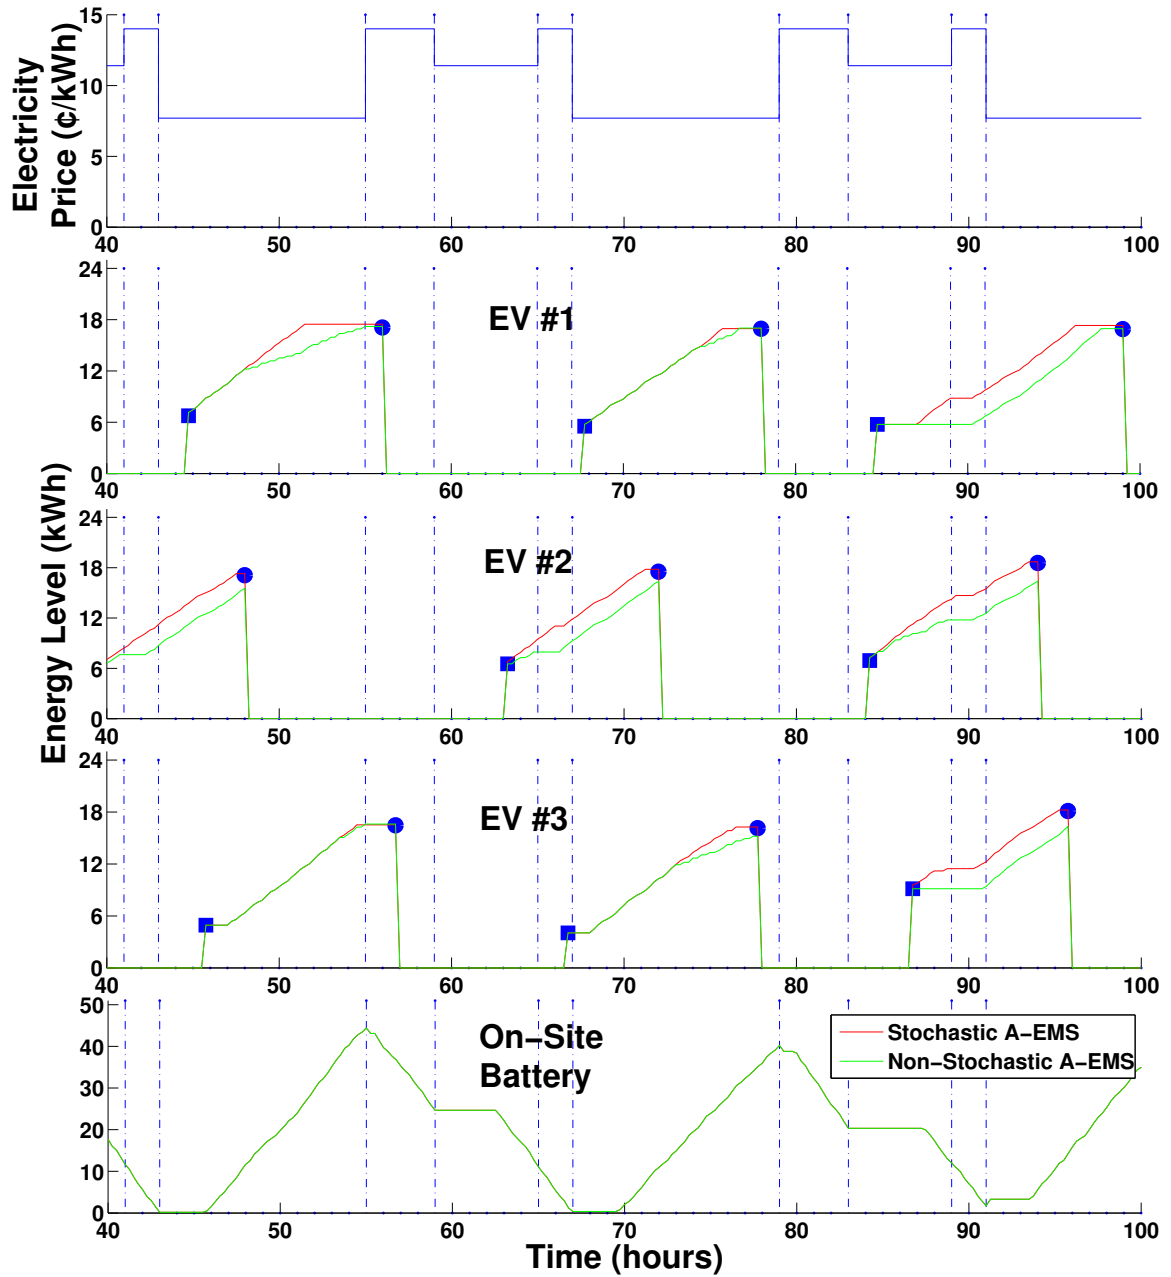 Electricity
Price (¢/kWh)
15
10
5
0
40 50 60 70 80 90 100
Energy Level (kWh)
EV #1
24
18
12
6
0
40 50 60 70 80 90 100
EV #2
24
18
12
6
0
40 50 60 70 80 90 100
EV #3
24
18
12
6
0
40 50 60 70 80 90 100
On−Site
Battery
Stochastic A−EMS
Non−Stochastic A−EMS
50
40
30
20
10
0
40 50 60 70 80 90 100
Time (hours)